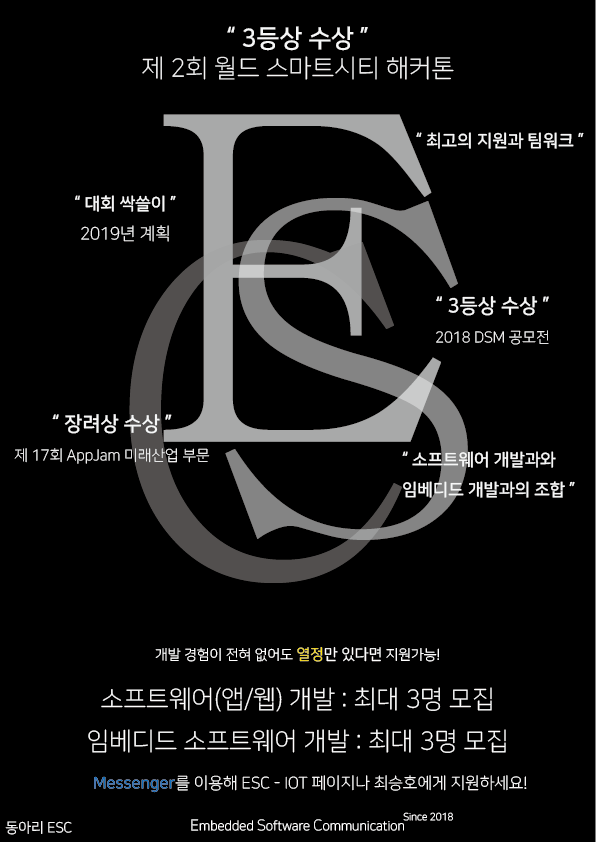 “ 3등상 수상 ”
제 2회 월드 스마트시티 해커톤
“ 최고의 지원과 팀워크 ”
“ 대회 싹쓸이 ”
2019년 계획
“ 3등상 수상 ”
2018 DSM 공모전
“ 장려상 수상 ”
제 17회 AppJam 미래산업 부문
“ 소프트웨어 개발과와
임베디드 개발과의 조합 ”
ESC
개발 경험이 전혀 없어도 열정만 있다면 지원가능!
소프트웨어(앱/웹) 개발 : 최대 3명 모집
임베디드 소프트웨어 개발 : 최대 3명 모집
Messenger를 이용해 ESC - IOT 페이지나 최승호에게 지원하세요!
동아리 ESC
Embedded Software Communication Since 2018